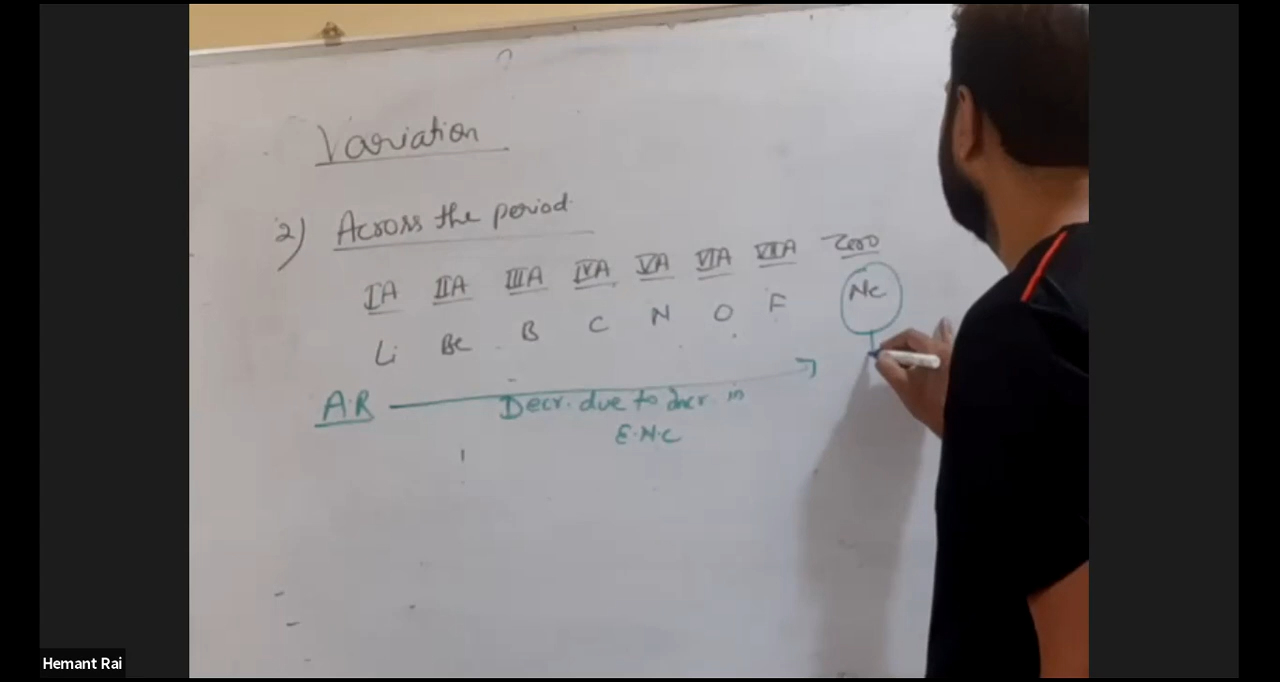 Variation
2) Across the period
IA IIA IIIA IVA VA VIA VIIA Zero
Li Be B C N O F Ne
A.R Decr. due to Incr. in
E.N.C
Hemant Rai